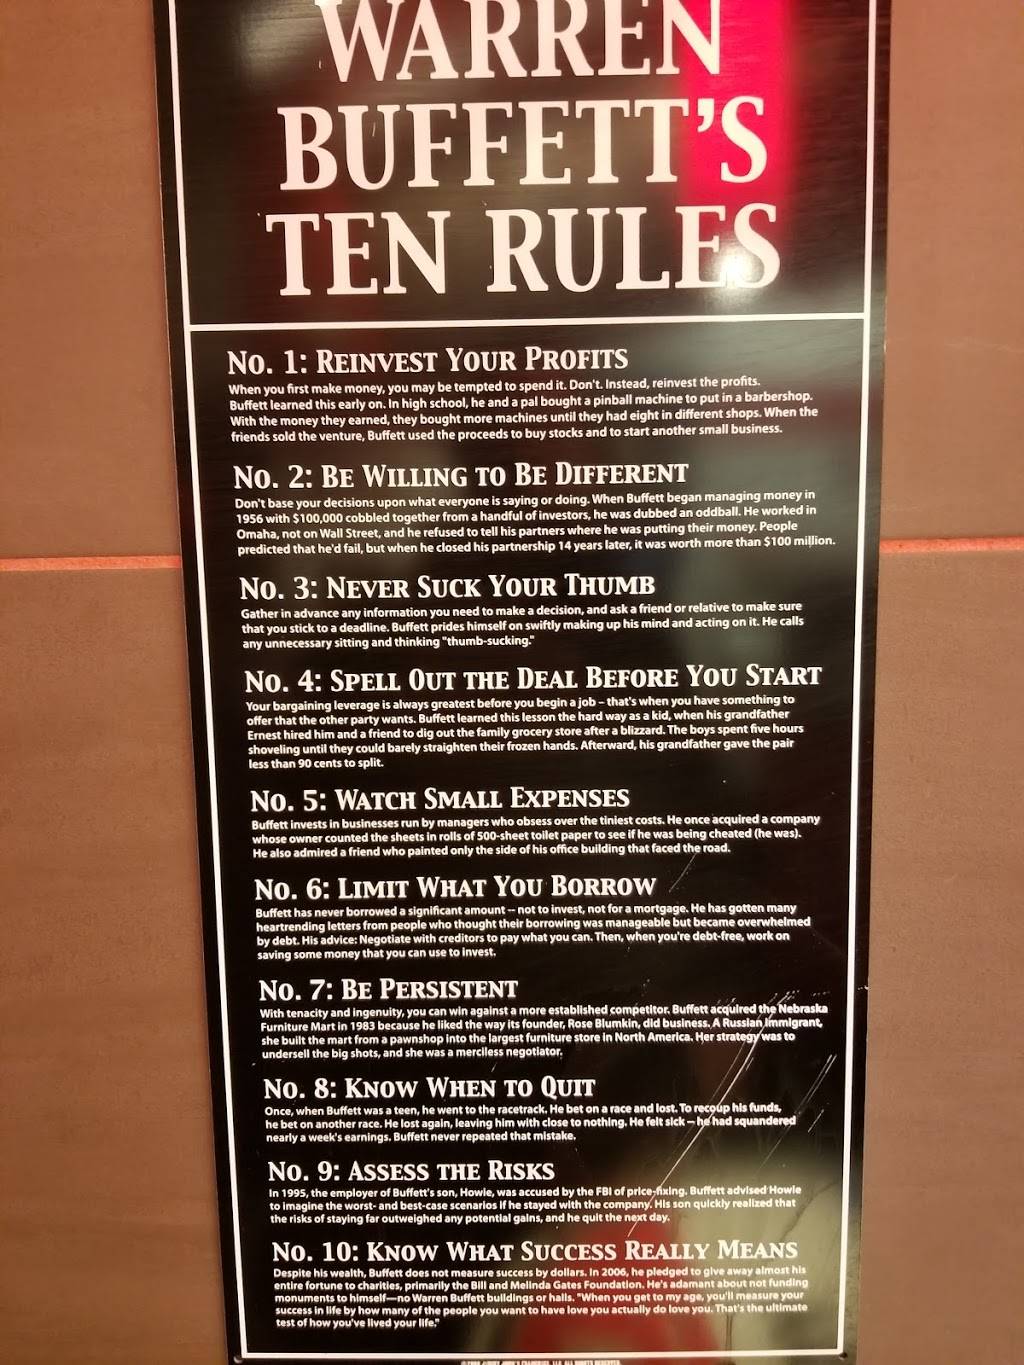 WARREN
BUFFETT'S
TEN RULES
No. 1: Reinvest Your Profits
When you first make money, you may be tempted to spend it. Don't. Instead, reinvest the profits.
Buffett learned this early on. In high school, he and a pal bought a pinball machine to put in a barbershop.
With the money they earned, they bought more machines until they had eight in different shops. When the
friends sold the venture, Buffett used the proceeds to buy stocks and to start another small business.
No. 2: Be Willing to Be Different
Don't base your decisions upon what everyone is saying or doing. When Buffett began managing money in
1956 with $100,000 cobbled together from a handful of investors, he was dubbed an oddball. He worked in
Omaha, not on Wall Street, and he refused to tell his partners where he was putting their money. People
predicted that he'd fail, but when he closed his partnership 14 years later, it was worth more than $100 million.
No. 3: Never Suck Your Thumb
Gather in advance any information you need to make a decision, and ask a friend or relative to make sure
that you stick to a deadline. Buffett prides himself on swiftly making up his mind and acting on it. He calls
any unnecessary sitting and thinking "thumb-sucking."
No. 4: Spell Out the Deal Before You Start
Your bargaining leverage is always greatest before you begin a job – that's when you have something to
offer that the other party wants. Buffett learned this lesson the hard way as a kid, when his grandfather
Ernest hired him and a friend to dig out the family grocery store after a blizzard. The boys spent five hours
shoveling until they could barely straighten their frozen hands. Afterward, his grandfather gave the pair
less than 90 cents to split.
No. 5: Watch Small Expenses
Buffett invests in businesses run by managers who obsess over the tiniest costs. He once acquired a company
whose owner counted the sheets in rolls of 500-sheet toilet paper to see if he was being cheated (he was).
He also admired a friend who painted only the side of his office building that faced the road.
No. 6: Limit What You Borrow
Buffett has never borrowed a significant amount – not to invest, not for a mortgage. He has gotten many
heartrending letters from people who thought their borrowing was manageable but became overwhelmed
by debt. His advice: Negotiate with creditors to pay what you can. Then, when you're debt-free, work on
saving some money that you can use to invest.
No. 7: Be Persistent
With tenacity and ingenuity, you can win against a more established competitor. Buffett acquired the Nebraska
Furniture Mart in 1983 because he liked the way its founder, Rose Blumkin, did business. A Russian immigrant,
she built the mart from a pawnshop into the largest furniture store in North America. Her strategy was to
undersell the big shots, and she was a merciless negotiator.
No. 8: Know When to Quit
Once, when Buffett was a teen, he went to the racetrack. He bet on a race and lost. To recoup his funds,
he bet on another race. He lost again, leaving him with close to nothing. He felt sick – he had squandered
nearly a week's earnings. Buffett never repeated that mistake.
No. 9: Assess the Risks
In 1995, the employer of Buffett's son, Howie, was accused by the FBI of price-fixing. Buffett advised Howie
to imagine the worst- and best-case scenarios if he stayed with the company. His son quickly realized that
the risks of staying far outweighed any potential gains, and he quit the next day.
No. 10: Know What Success Really Means
Despite his wealth, Buffett does not measure success by dollars. In 2006, he pledged to give away almost his
entire fortune to charities, primarily the Bill and Melinda Gates Foundation. He's adamant about not funding
monuments to himself—no Warren Buffett buildings or halls. "When you get to my age, you'll measure your
success in life by how many of the people you want to have love you actually do love you. That's the ultimate
test of how you've lived your life."